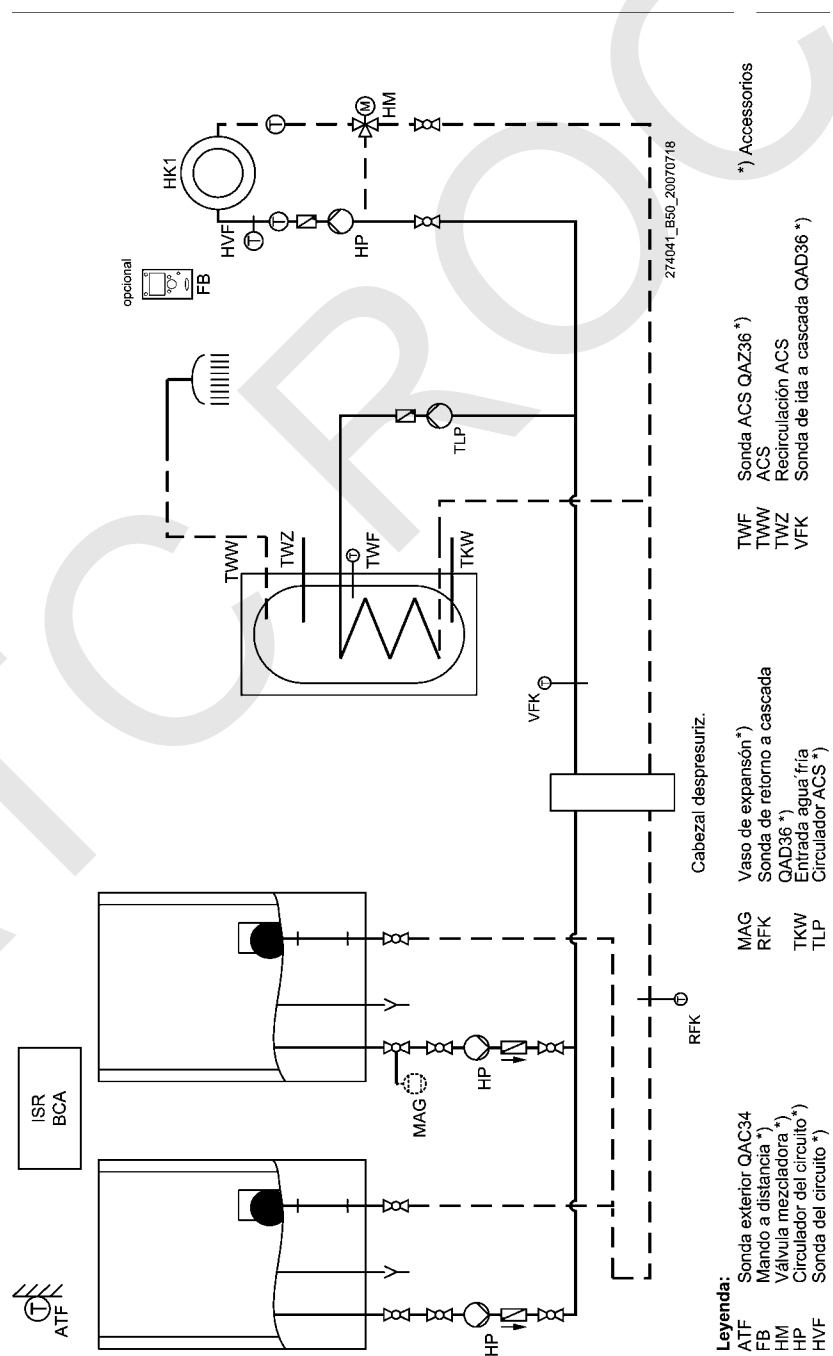 ATF
ISR
BCA
HP
MAG
HP
RFK
Cabezal despresuriz.
VFK
TWW
TWZ
TWF
TKW
TLP
opcional
FB
HK1
HVF
HP
HM
M
T
T
T
T
T
T
T
274041_B50_20070718
Leyenda:
ATF Sonda exterior QAC34
FB Mando a distancia *)
HM Válvula mezcladora *)
HP Circulador del circuito *)
HVF Sonda del circuito *)
MAG Vaso de expansón *)
RFK Sonda de retorno a cascada
QAD36 *)
TKW Entrada agua fría
TLP Circulador ACS *)
TWF Sonda ACS QAZ36 *)
TWW ACS
TWZ Recirculación ACS
VFK Sonda de ida a cascada QAD36 *)
*) Accessorios